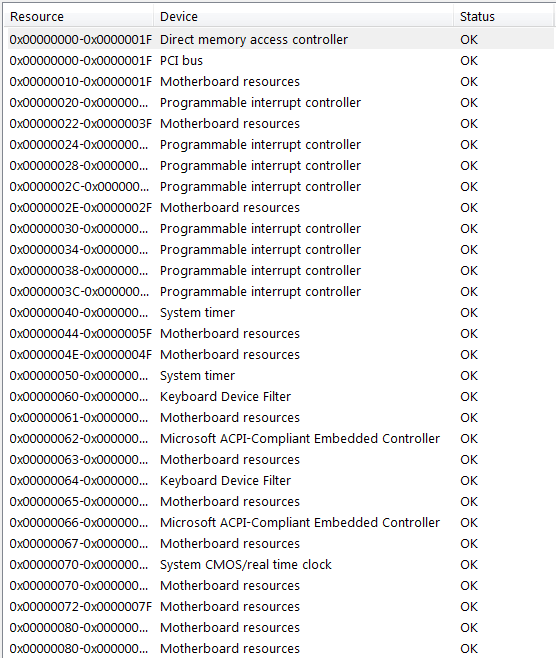 Resource Device Status
0x00000000-0x0000001F Direct memory access controller OK
0x00000000-0x0000001F PCI bus OK
0x00000010-0x0000001F Motherboard resources OK
0x00000020-0x000000... Programmable interrupt controller OK
0x00000022-0x0000003F Motherboard resources OK
0x00000024-0x000000... Programmable interrupt controller OK
0x00000028-0x000000... Programmable interrupt controller OK
0x0000002C-0x000000... Programmable interrupt controller OK
0x0000002E-0x0000002F Motherboard resources OK
0x00000030-0x000000... Programmable interrupt controller OK
0x00000034-0x000000... Programmable interrupt controller OK
0x00000038-0x000000... Programmable interrupt controller OK
0x0000003C-0x000000... Programmable interrupt controller OK
0x00000040-0x000000... System timer OK
0x00000044-0x0000005F Motherboard resources OK
0x0000004E-0x0000004F Motherboard resources OK
0x00000050-0x000000... System timer OK
0x00000060-0x000000... Keyboard Device Filter OK
0x00000061-0x000000... Motherboard resources OK
0x00000062-0x000000... Microsoft ACPI-Compliant Embedded Controller OK
0x00000063-0x000000... Motherboard resources OK
0x00000064-0x000000... Keyboard Device Filter OK
0x00000065-0x000000... Motherboard resources OK
0x00000066-0x000000... Microsoft ACPI-Compliant Embedded Controller OK
0x00000067-0x000000... Motherboard resources OK
0x00000070-0x000000... System CMOS/real time clock OK
0x00000070-0x000000... Motherboard resources OK
0x00000072-0x0000007F Motherboard resources OK
0x00000080-0x000000... Motherboard resources OK
0x00000080-0x000000... Motherboard resources OK